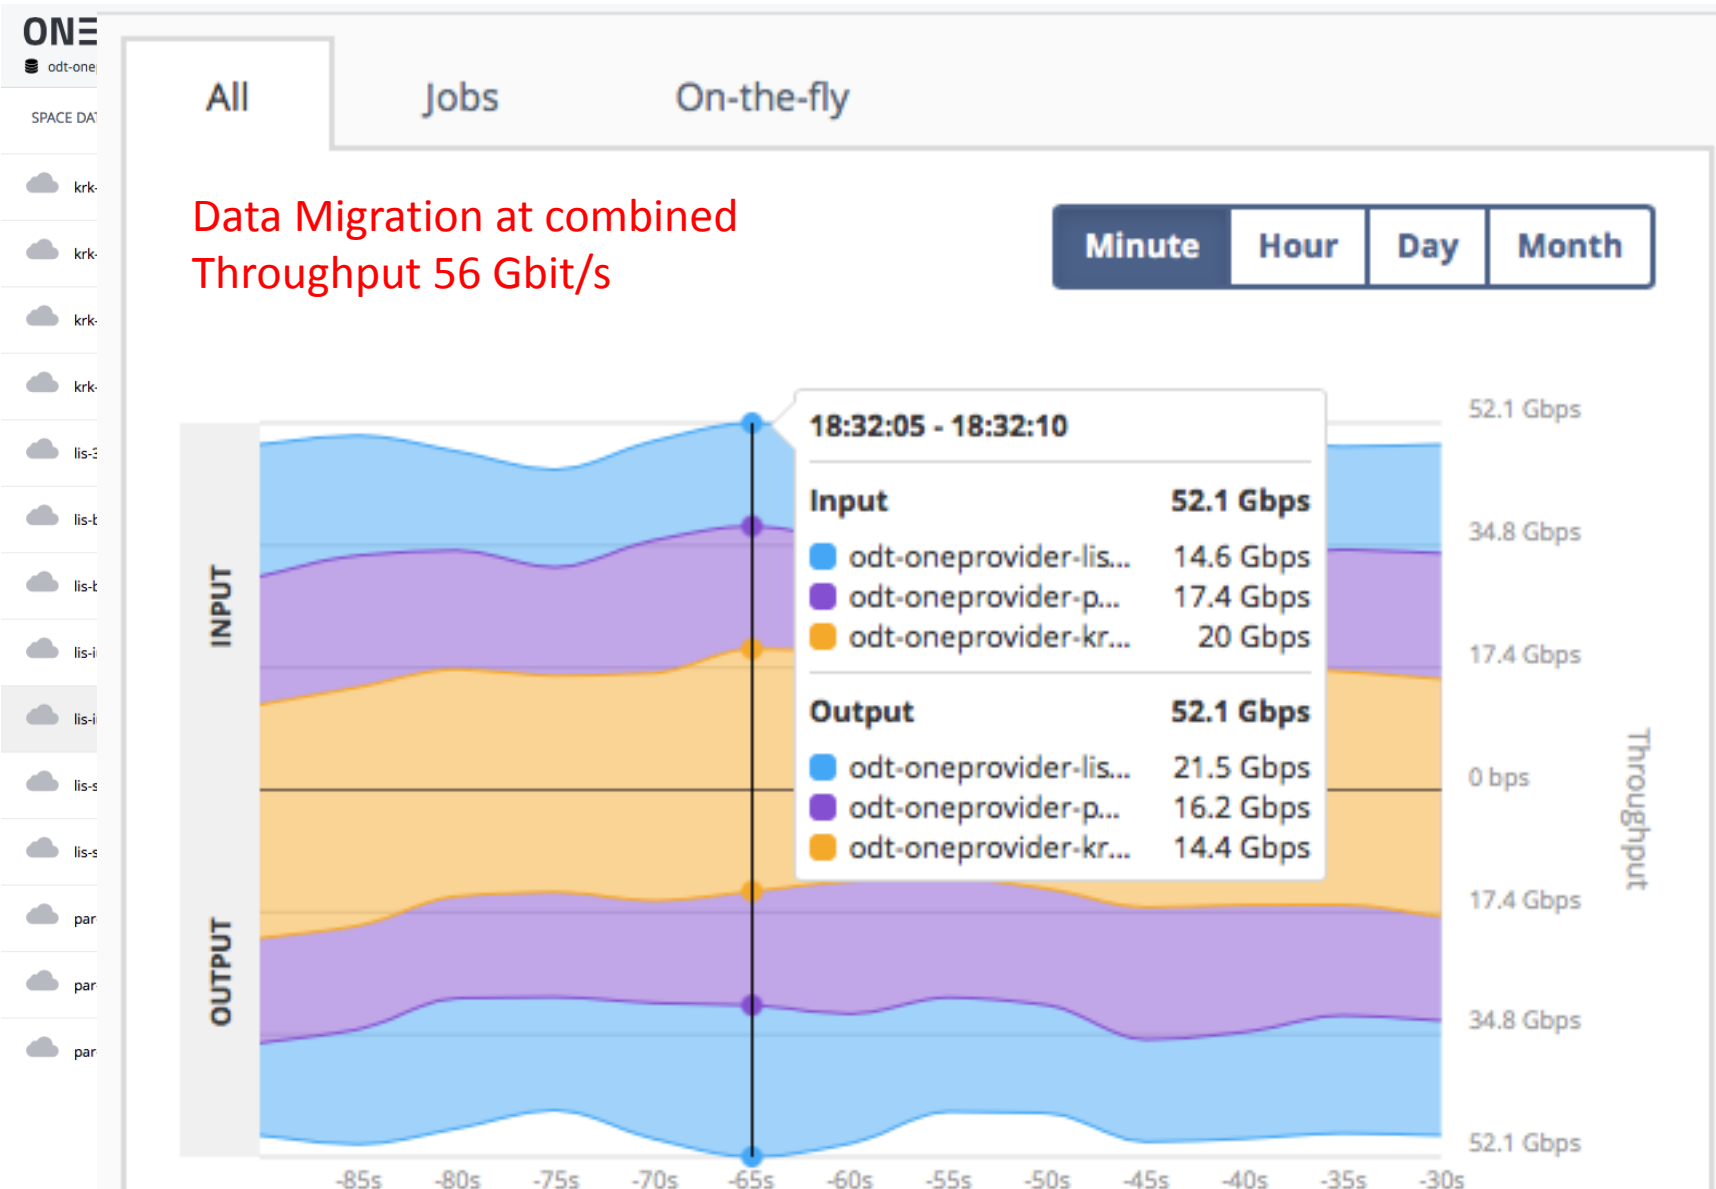 ONE
odt-one
SPACE DA
krk-
krk-
krk-
krk-
lis-3
lis-b
lis-b
lis-i
lis-i
lis-s
lis-s
par
par
par
All
Jobs
On-the-fly
Data Migration at combined
Throughput 56 Gbit/s
Minute
Hour
Day
Month
INPUT
OUTPUT
18:32:05 - 18:32:10
Input 52.1 Gbps
odt-oneprovider-lis... 14.6 Gbps
odt-oneprovider-p... 17.4 Gbps
odt-oneprovider-kr... 20 Gbps
Output 52.1 Gbps
odt-oneprovider-lis... 21.5 Gbps
odt-oneprovider-p... 16.2 Gbps
odt-oneprovider-kr... 14.4 Gbps
52.1 Gbps
34.8 Gbps
17.4 Gbps
0 bps
17.4 Gbps
34.8 Gbps
52.1 Gbps
Throughput
-85s
-80s
-75s
-70s
-65s
-60s
-55s
-50s
-45s
-40s
-35s
-30s